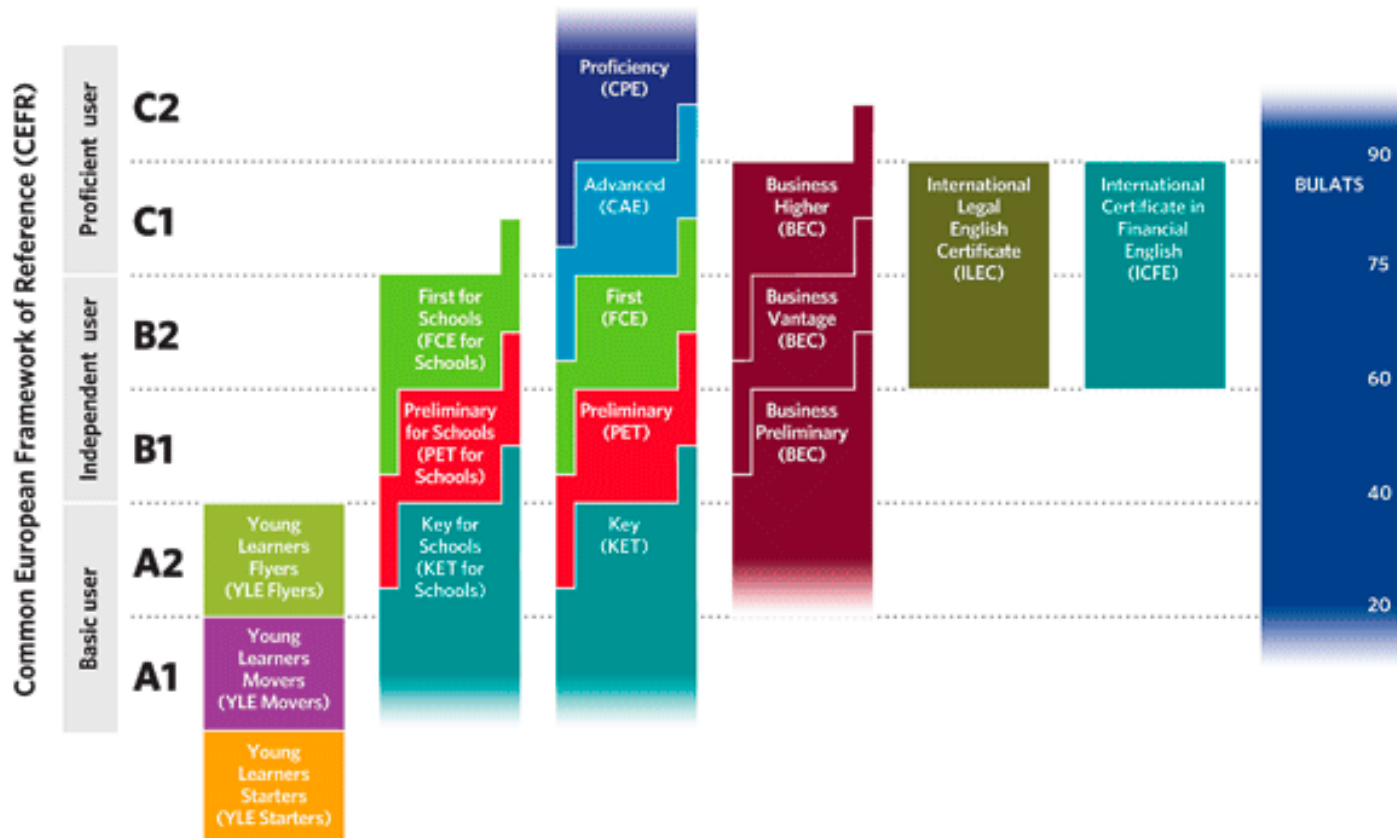 Common European Framework of Reference (CEFR)
Proficient user
Independent user
Basic user
C2
C1
B2
B1
A2
A1
Young
Learners
Flyers
(YLE Flyers)
Young
Learners
Movers
(YLE Movers)
Young
Learners
Starters
(YLE Starters)
First for
Schools
(FCE for
Schools)
Preliminary
for Schools
(PET for
Schools)
Key for
Schools
(KET for
Schools)
Proficiency
(CPE)
Advanced
(CAE)
First
(FCE)
Preliminary
(PET)
Key
(KET)
Business
Higher
(BEC)
Business
Vantage
(BEC)
Business
Preliminary
(BEC)
International
Legal
English
Certificate
(ILEC)
International
Certificate in
Financial
English
(ICFE)
BULATS
90
75
60
40
20